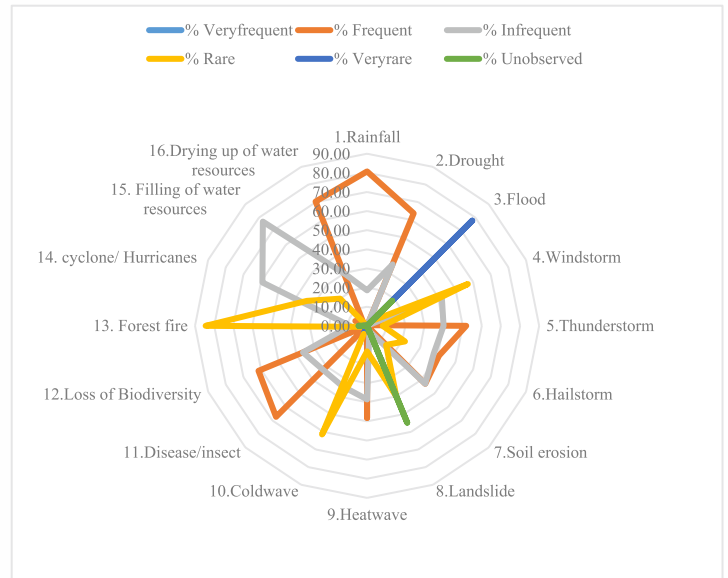 % Veryfrequent % Frequent % Infrequent
% Rare % Veryrare % Unobserved
1.Rainfall
90.00
80.00
70.00
60.00
50.00
40.00
30.00
20.00
10.00
0.00
2.Drought
3.Flood
4.Windstorm
5.Thunderstorm
6.Hailstorm
7.Soil erosion
8.Landslide
9.Heatwave
10.Coldwave
11.Disease/insect
12.Loss of Biodiversity
13. Forest fire
14. cyclone/ Hurricanes
15. Filling of water
resources
16.Drying up of water
resources